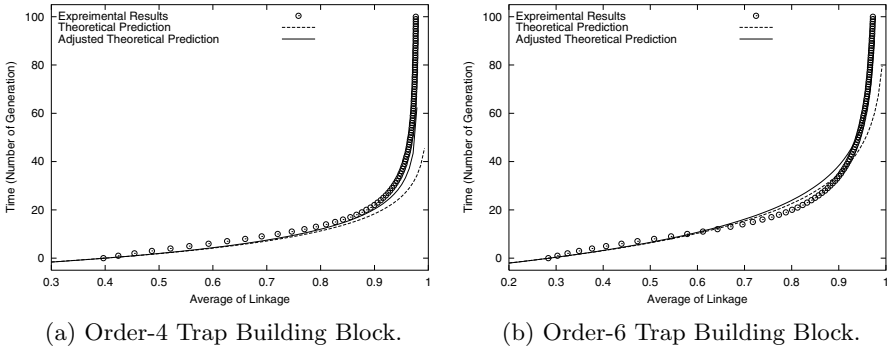 Expreimental Results
Theoretical Prediction
Adjusted Theoretical Prediction
Time (Number of Generation)
100
80
60
40
20
0
0.3 0.4 0.5 0.6 0.7 0.8 0.9 1
Average of Linkage
(a) Order-4 Trap Building Block.
Expreimental Results
Theoretical Prediction
Adjusted Theoretical Prediction
Time (Number of Generation)
100
80
60
40
20
0
0.2 0.3 0.4 0.5 0.6 0.7 0.8 0.9 1
Average of Linkage
(b) Order-6 Trap Building Block.